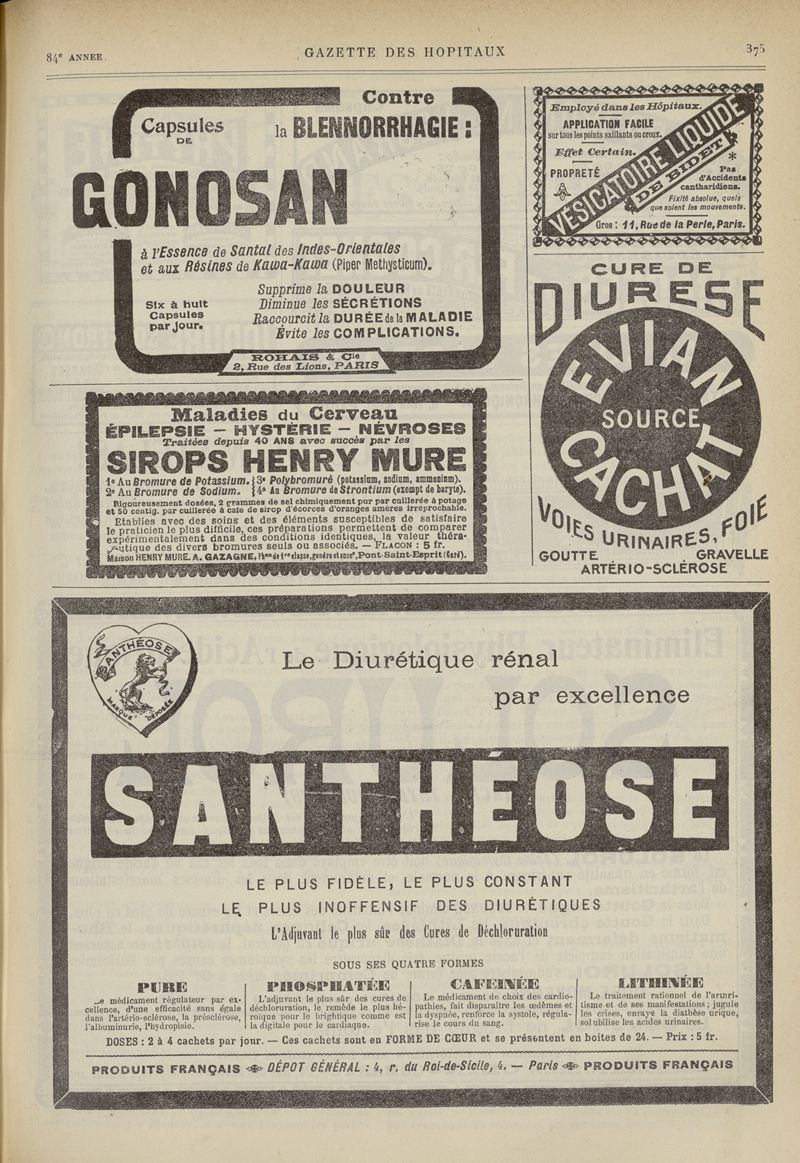 84e ANNEE.
GAZETTE DES HOPITAUX
375
Contre
Capsules
DE
la BLENNORRHAGIE :
GONOSAN
à l'Essence de Santal des Indes-Orientales
et aux Résines de Kawa-Kawa (Piper Methysticum).
Six à huit
Capsules
par Jour.
Supprime la DOULEUR
Diminue les SÉCRÉTIONS
Raccourcit la DURÉE de la MALADIE
Évite les COMPLICATIONS.
ROHAIS & Cie
2, Rue des Lions, PARIS
Employé dans les Hôpitaux.
APPLICATION FACILE
sur tous les points saillants ou creux.
Effet Certain.
PROPRETÉ
VÉSICATOIRE LIQUIDE
DE BIDET
Pas
d'Accidents
cantharidiens.
Fixité absolue, quels
que soient les mouvements.
Gros : 11, Rue de la Perle, Paris.
CURE DE
DIURESE
EVIAN
SOURCE
CACHAT
VOIES URINAIRES, FOIE
GOUTTE GRAVELLE
ARTÉRIO-SCLÉROSE
Maladies du Cerveau
ÉPILEPSIE — HYSTÉRIE — NÉVROSES
Traitées depuis 40 ANS avec succès par les
SIROPS HENRY MURE
1o Au Bromure de Potassium. 3o Polybromuré (potassium, sodium, ammonium).
2o Au Bromure de Sodium. 4o Au Bromure de Strontium (exempt de baryte).
Rigoureusement dosées, 2 grammes de sel chimiquement pur par cuillerée à potage
et 50 centig. par cuillerée à café de sirop d'écorces d'oranges amères irréprochable.
Etablies avec des soins et des éléments susceptibles de satisfaire
le praticien le plus difficile, ces préparations permettent de comparer
expérimentalement dans des conditions identiques, la valeur théra-
utique des divers bromures seuls ou associés. — FLACON : 5 fr.
Maison HENRY MURE. A. GAZAGNE, Phen de 1re classe, gendre et sucr, Pont-Saint-Esprit (Gard).
SANTHÉOSE
MARQUE DÉPOSÉE
Le Diurétique rénal
par excellence
SANTHÉOSE
LE PLUS FIDÈLE, LE PLUS CONSTANT
LE PLUS INOFFENSIF DES DIURÉTIQUES
L'Adjuvant le plus sûr des Cures de Déchloruration
SOUS SES QUATRE FORMES
PURE
e médicament régulateur par ex-
cellence, d'une efficacité sans égale
dans l'artério-sclérose, la présclérose,
l'albuminurie, l'hydropisie.
PHOSPHATÉE
L'adjuvant le plus sûr des cures de
déchloruration, le remède le plus hé-
roïque pour le brightique comme est
la digitale pour le cardiaque.
CAFEINÉE
Le médicament de choix des cardio-
pathies, fait disparaître les œdèmes et
la dyspnée, renforce la systole, régula-
rise le cours du sang.
LITHINÉE
Le traitement rationnel de l'arthri-
tisme et de ses manifestations ; jugule
les crises, enraye la diathèse urique,
solubilise les acides urinaires.
DOSES : 2 à 4 cachets par jour. — Ces cachets sont en FORME DE CŒUR et se présentent en boîtes de 24. — Prix : 5 fr.
PRODUITS FRANÇAIS DÉPOT GÉNÉRAL : 4, r. du Roi-de-Sicile, 4. — Paris PRODUITS FRANÇAIS